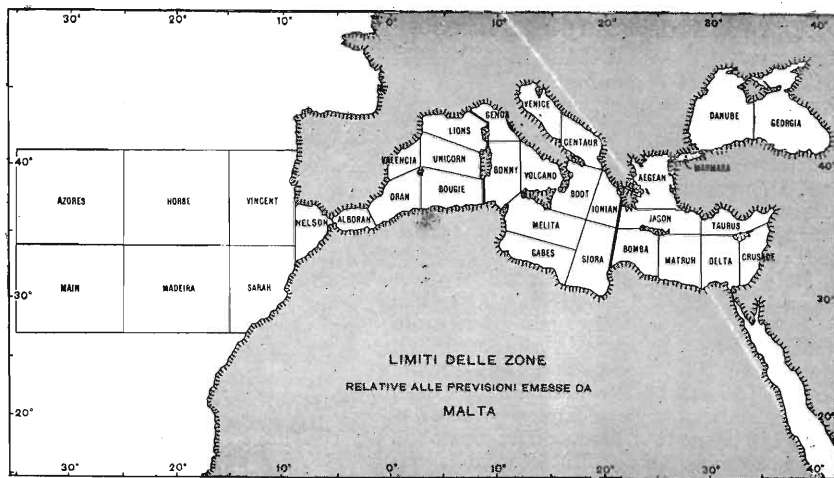 30° 20° 10° 0° 10° 20° 30° 40°
VENICE
GENOA
LIONS
DANUBE
GEORGIA
CENTAUR
40° 40°
VALENCIA
UNICORN
BONNY
VOLCANO
AEGEAN
MARMARA
AZORES
HORSE
VINCENT
ORAN
BOUGIE
BOOT
NELSON
ALBORAN
IONIAN
JASON
TAURUS
MELITA
GABES
SIDRA
BOMBA
MATRUH
DELTA
CRUSADE
MAIN
MADEIRA
SARAH
30° 30°
LIMITI DELLE ZONE
RELATIVE ALLE PREVISIONI EMESSE DA
MALTA
20° 20°
30° 20° 10° 0° 10° 20° 30° 40°